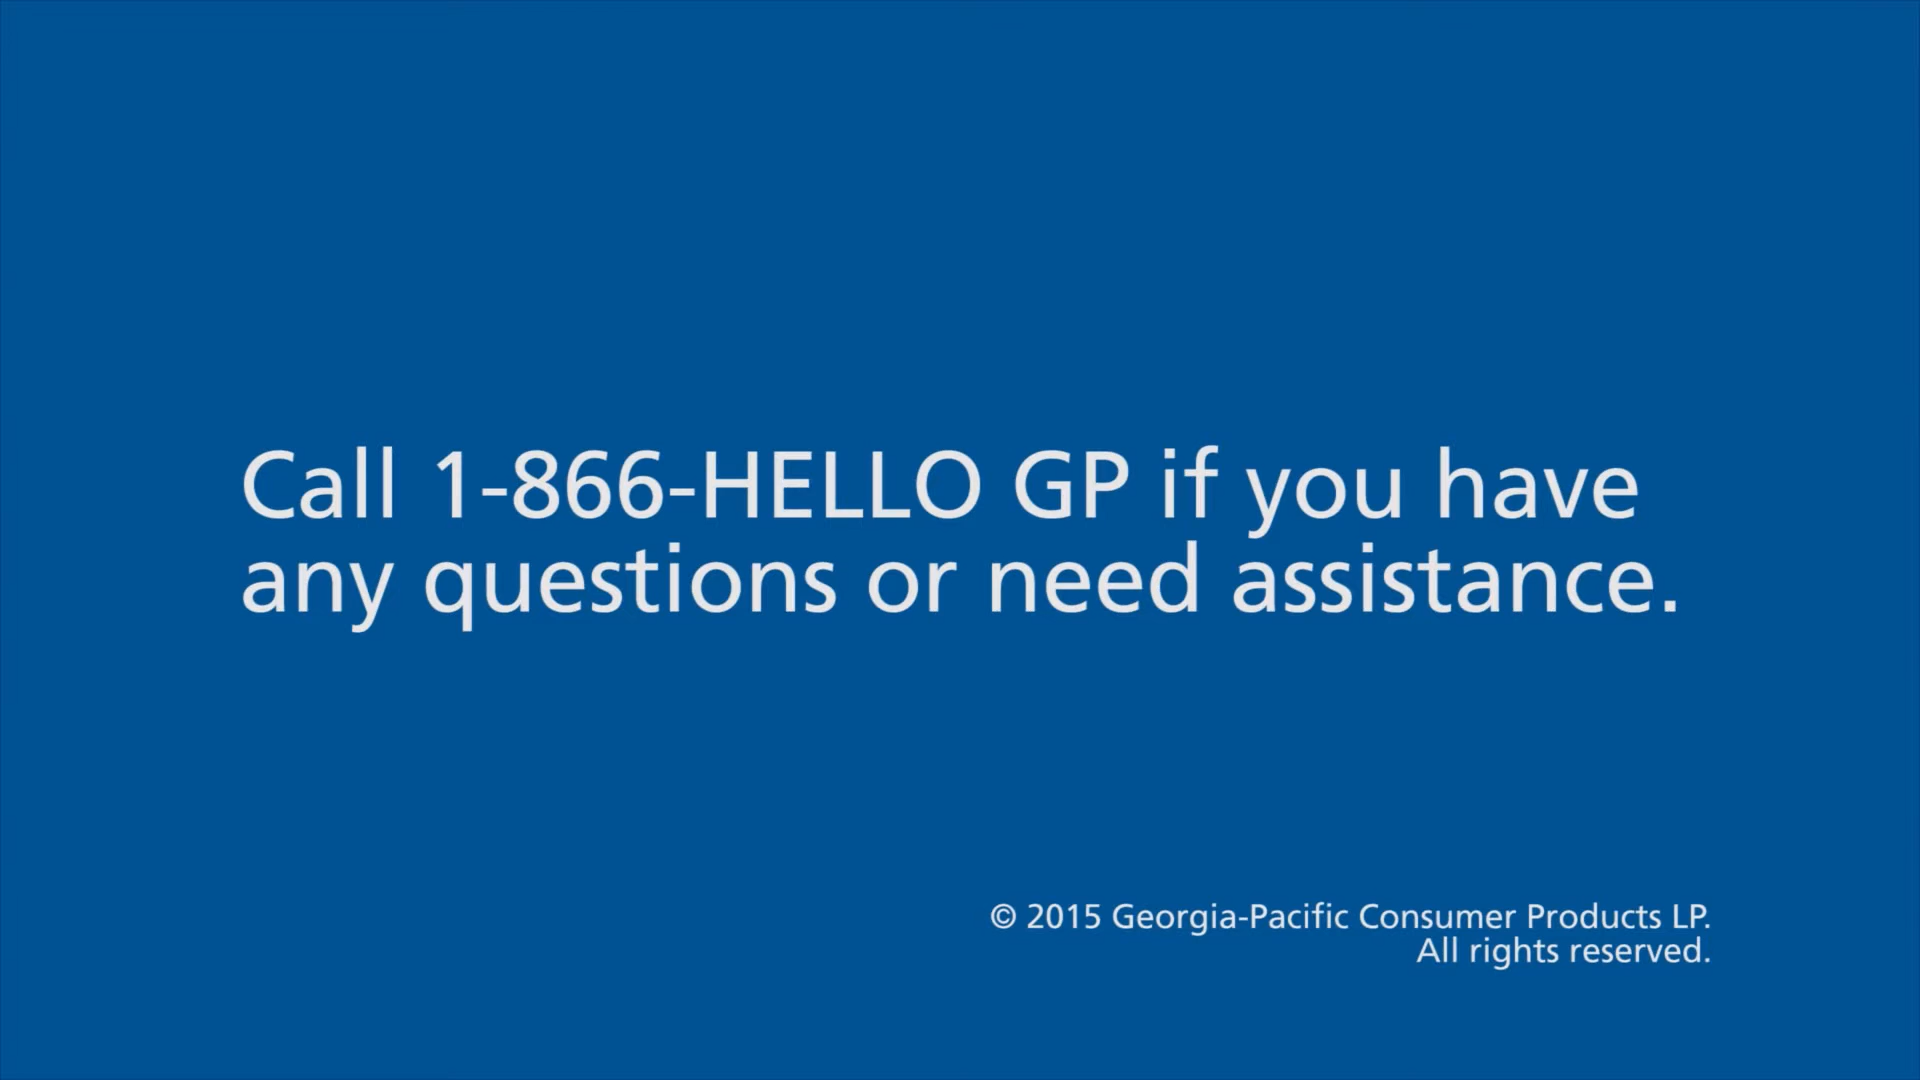 Call 1-866-HELLO GP if you have
any questions or need assistance.
© 2015 Georgia-Pacific Consumer Products LP.
All rights reserved.